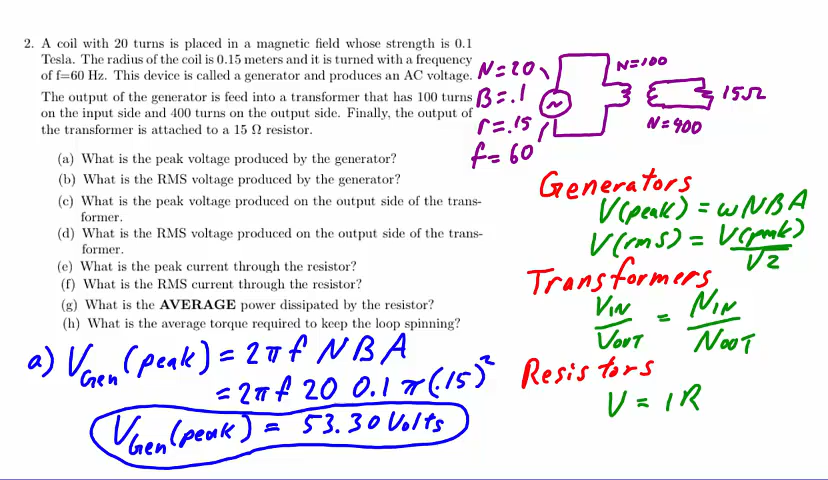 2. A coil with 20 turns is placed in a magnetic field whose strength is 0.1
Tesla. The radius of the coil is 0.15 meters and it is turned with a frequency
of f=60 Hz. This device is called a generator and produces an AC voltage.
The output of the generator is feed into a transformer that has 100 turns
on the input side and 400 turns on the output side. Finally, the output of
the transformer is attached to a 15 Ω resistor.
(a) What is the peak voltage produced by the generator?
(b) What is the RMS voltage produced by the generator?
(c) What is the peak voltage produced on the output side of the trans-
former.
(d) What is the RMS voltage produced on the output side of the trans-
former.
(e) What is the peak current through the resistor?
(f) What is the RMS current through the resistor?
(g) What is the AVERAGE power dissipated by the resistor?
(h) What is the average torque required to keep the loop spinning?
N=20
B=.1
r=.15
f=60
N=100
15Ω
N=400
Generators
V(peak) = ωNBA
V(rms) = V(peak)/√2
Transformers
V_IN/V_OUT = N_IN/N_OUT
Resistors
V = IR
a) V_Gen (peak) = 2πf NBA
= 2πf 20 0.1 π(.15)²
V_Gen (peak) = 53.30 Volts